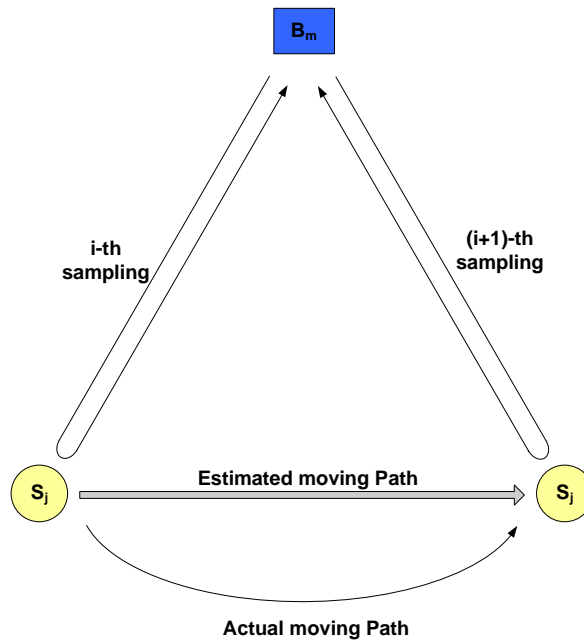 Bm
i-th
sampling
(i+1)-th
sampling
Sj
Estimated moving Path
Sj
Actual moving Path